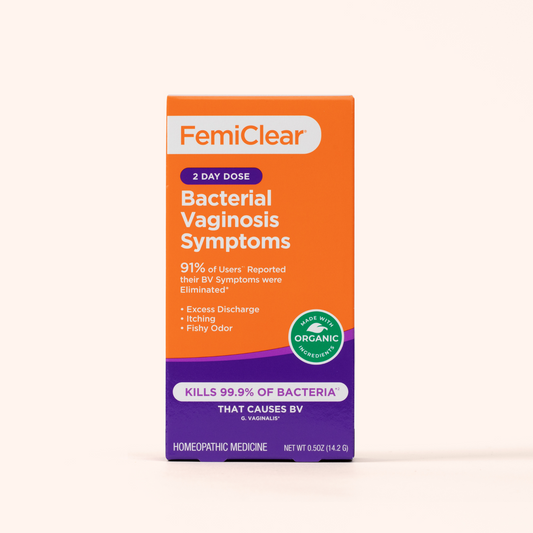 FemiClear
2 DAY DOSE
Bacterial
Vaginosis
Symptoms
91% of Users^ Reported
their BV Symptoms were
Eliminated*
• Excess Discharge
• Itching
• Fishy Odor
MADE WITH
ORGANIC
INGREDIENTS
KILLS 99.9% OF BACTERIA
THAT CAUSES BV
G. VAGINALIS*
HOMEOPATHIC MEDICINE
NET WT 0.5OZ (14.2 G)